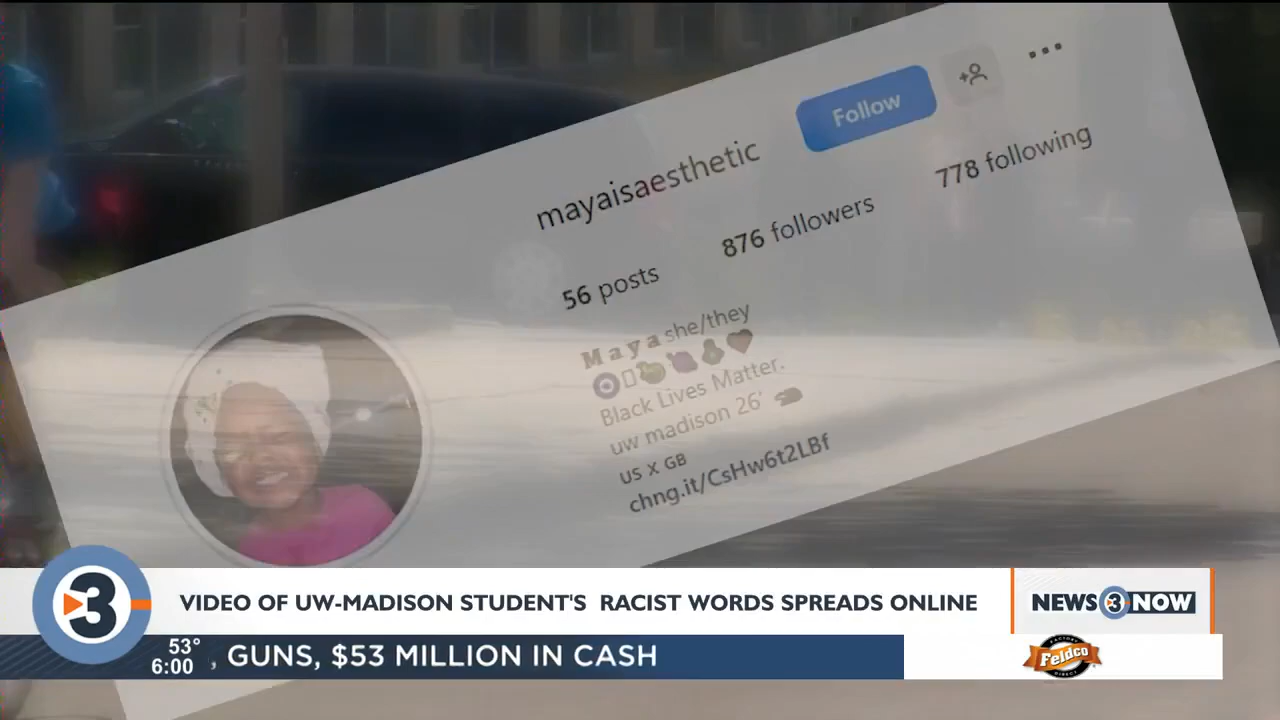 Follow
mayaisaesthetic
56 posts 876 followers 778 following
Maya she/they
Black Lives Matter.
uw madison 26'
US X GB
chng.it/CsHw6t2LBf
3 VIDEO OF UW-MADISON STUDENT'S RACIST WORDS SPREADS ONLINE NEWS 3 NOW
53°
6:00 , GUNS, $53 MILLION IN CASH
FACTORY
Feldco
DIRECT